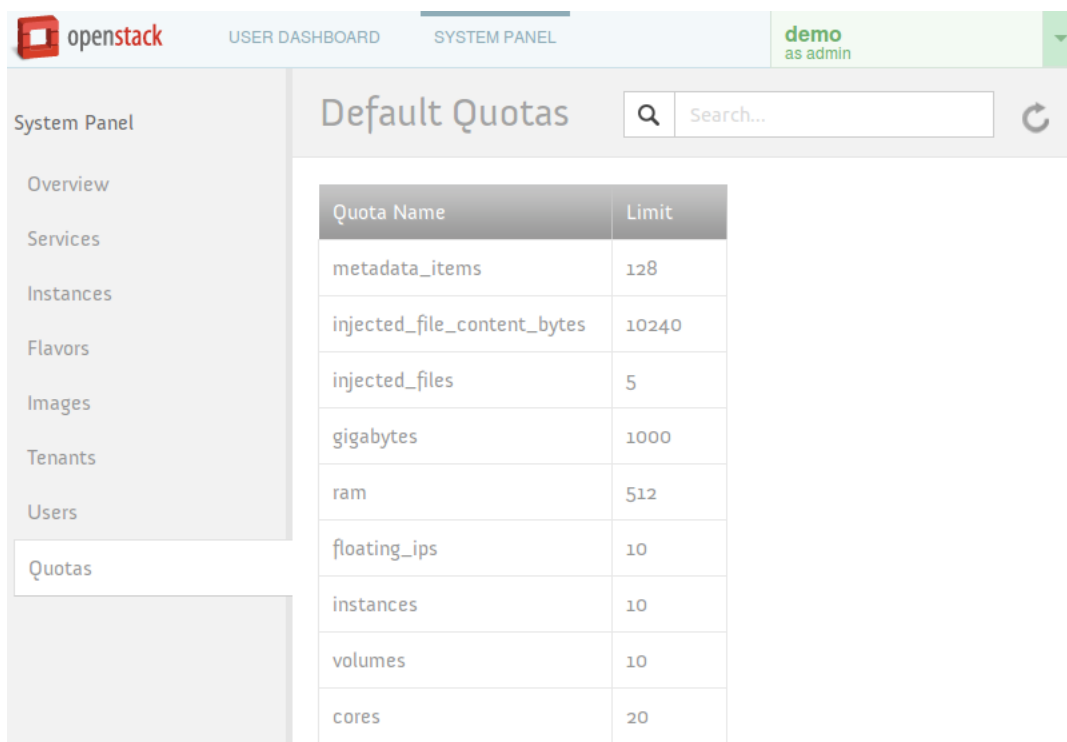 openstack USER DASHBOARD SYSTEM PANEL demo
as admin
System Panel
Overview
Services
Instances
Flavors
Images
Tenants
Users
Quotas
Default Quotas Search...
Quota Name Limit
metadata_items 128
injected_file_content_bytes 10240
injected_files 5
gigabytes 1000
ram 512
floating_ips 10
instances 10
volumes 10
cores 20